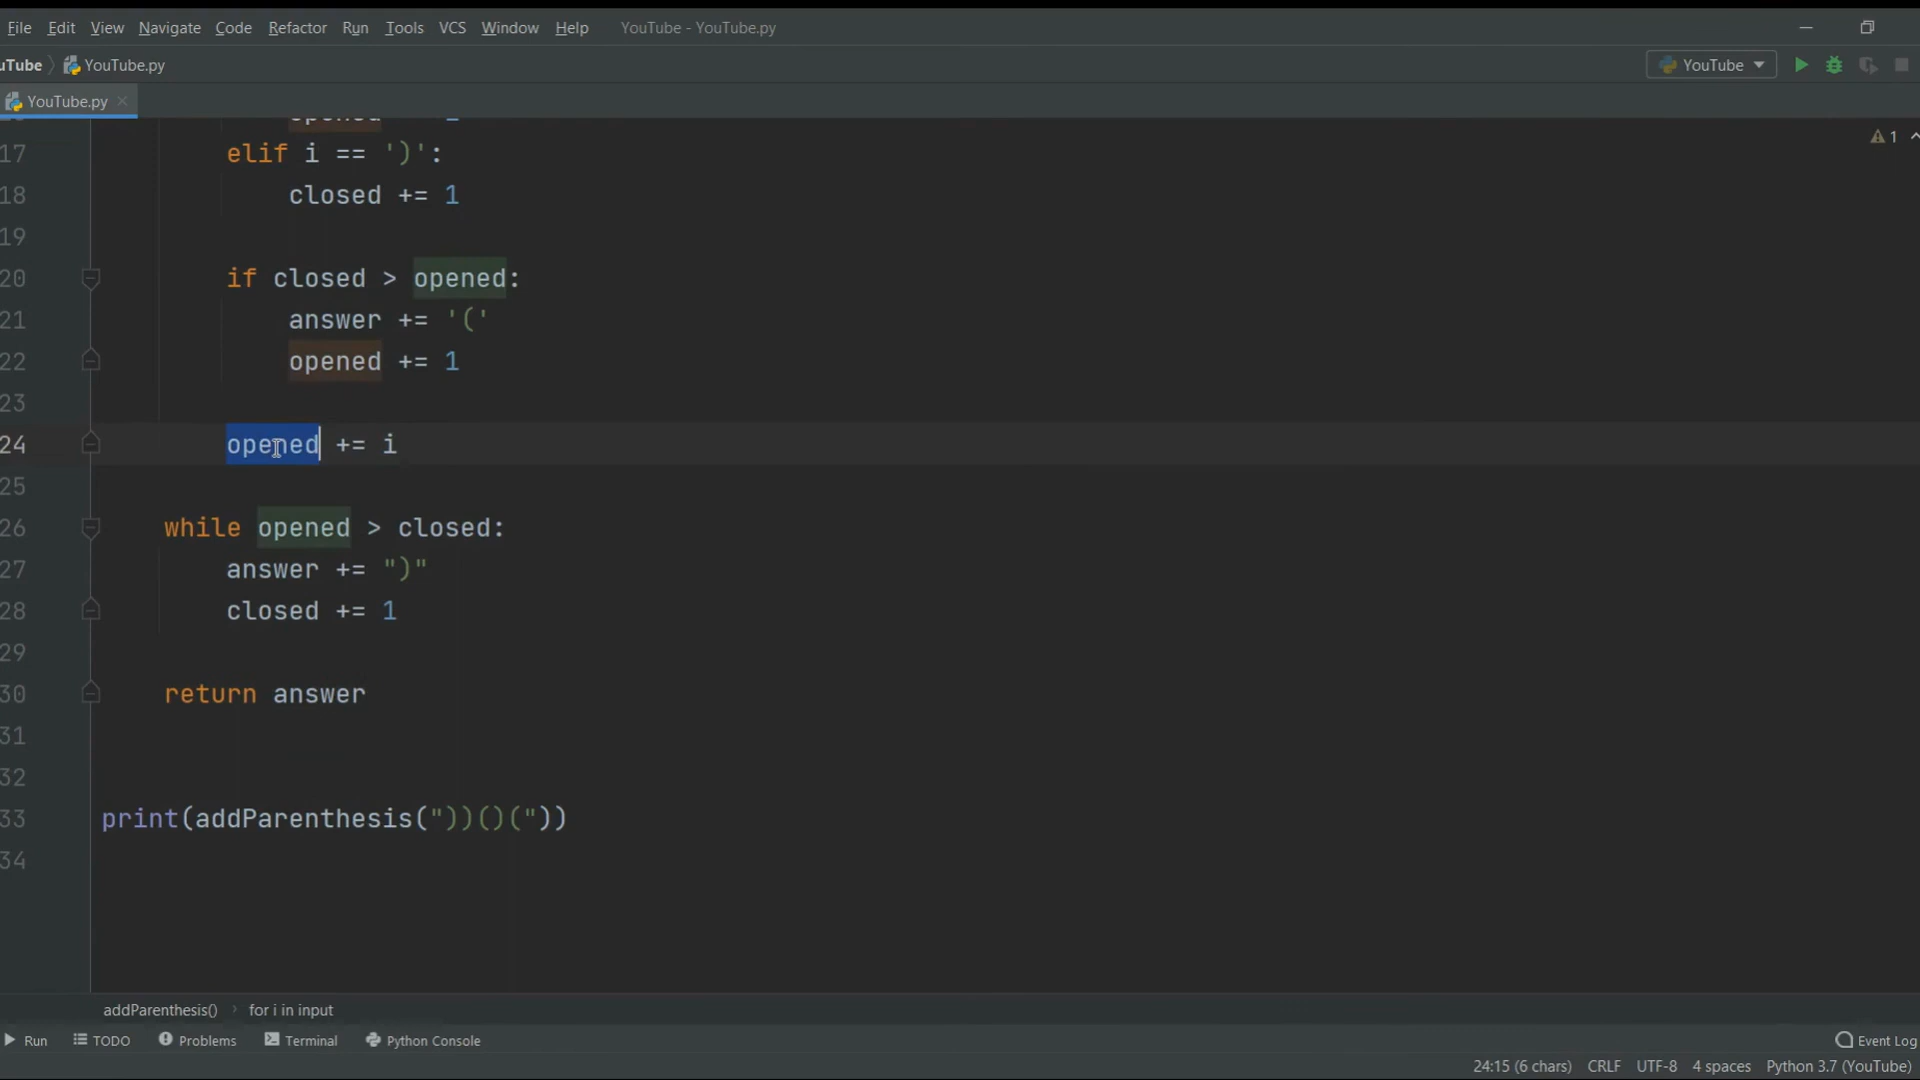 File Edit View Navigate Code Refactor Run Tools VCS Window Help YouTube - YouTube.py
uTube YouTube.py YouTube
YouTube.py
1
17 elif i == ')':
18 closed += 1
19
20 if closed > opened:
21 answer += '('
22 opened += 1
23
24 opened += i
25
26 while opened > closed:
27 answer += ")"
28 closed += 1
29
30 return answer
31
32
33 print(addParenthesis("))()("))
34
addParenthesis() for i in input
Run TODO Problems Terminal Python Console Event Log
24:15 (6 chars) CRLF UTF-8 4 spaces Python 3.7 (YouTube)